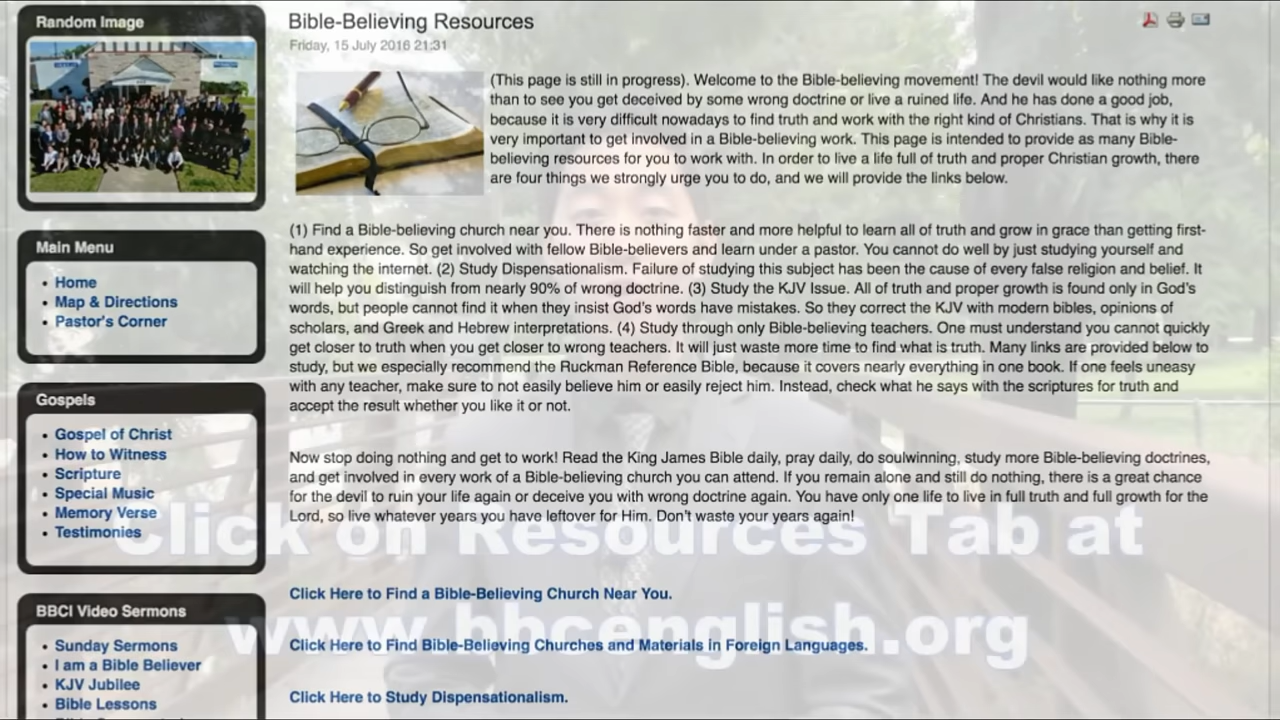 Random Image
Main Menu
Home
Map & Directions
Pastor's Corner
Gospels
Gospel of Christ
How to Witness
Scripture
Special Music
Memory Verse
Testimonies
BBCI Video Sermons
Sunday Sermons
I am a Bible Believer
KJV Jubilee
Bible Lessons
Bible-Believing Resources
Friday, 15 July 2016 21:31
(This page is still in progress). Welcome to the Bible-believing movement! The devil would like nothing more
than to see you get deceived by some wrong doctrine or live a ruined life. And he has done a good job,
because it is very difficult nowadays to find truth and work with the right kind of Christians. That is why it is
very important to get involved in a Bible-believing work. This page is intended to provide as many Bible-
believing resources for you to work with. In order to live a life full of truth and proper Christian growth, there
are four things we strongly urge you to do, and we will provide the links below.
(1) Find a Bible-believing church near you. There is nothing faster and more helpful to learn all of truth and grow in grace than getting first-
hand experience. So get involved with fellow Bible-believers and learn under a pastor. You cannot do well by just studying yourself and
watching the internet. (2) Study Dispensationalism. Failure of studying this subject has been the cause of every false religion and belief. It
will help you distinguish from nearly 90% of wrong doctrine. (3) Study the KJV Issue. All of truth and proper growth is found only in God's
words, but people cannot find it when they insist God's words have mistakes. So they correct the KJV with modern bibles, opinions of
scholars, and Greek and Hebrew interpretations. (4) Study through only Bible-believing teachers. One must understand you cannot quickly
get closer to truth when you get closer to wrong teachers. It will just waste more time to find what is truth. Many links are provided below to
study, but we especially recommend the Ruckman Reference Bible, because it covers nearly everything in one book. If one feels uneasy
with any teacher, make sure to not easily believe him or easily reject him. Instead, check what he says with the scriptures for truth and
accept the result whether you like it or not.
Now stop doing nothing and get to work! Read the King James Bible daily, pray daily, do soulwinning, study more Bible-believing doctrines,
and get involved in every work of a Bible-believing church you can attend. If you remain alone and still do nothing, there is a great chance
for the devil to ruin your life again or deceive you with wrong doctrine again. You have only one life to live in full truth and full growth for the
Lord, so live whatever years you have leftover for Him. Don't waste your years again!
Click on Resources Tab at
www.bbcenglish.org
Click Here to Find a Bible-Believing Church Near You.
Click Here to Find Bible-Believing Churches and Materials in Foreign Languages.
Click Here to Study Dispensationalism.